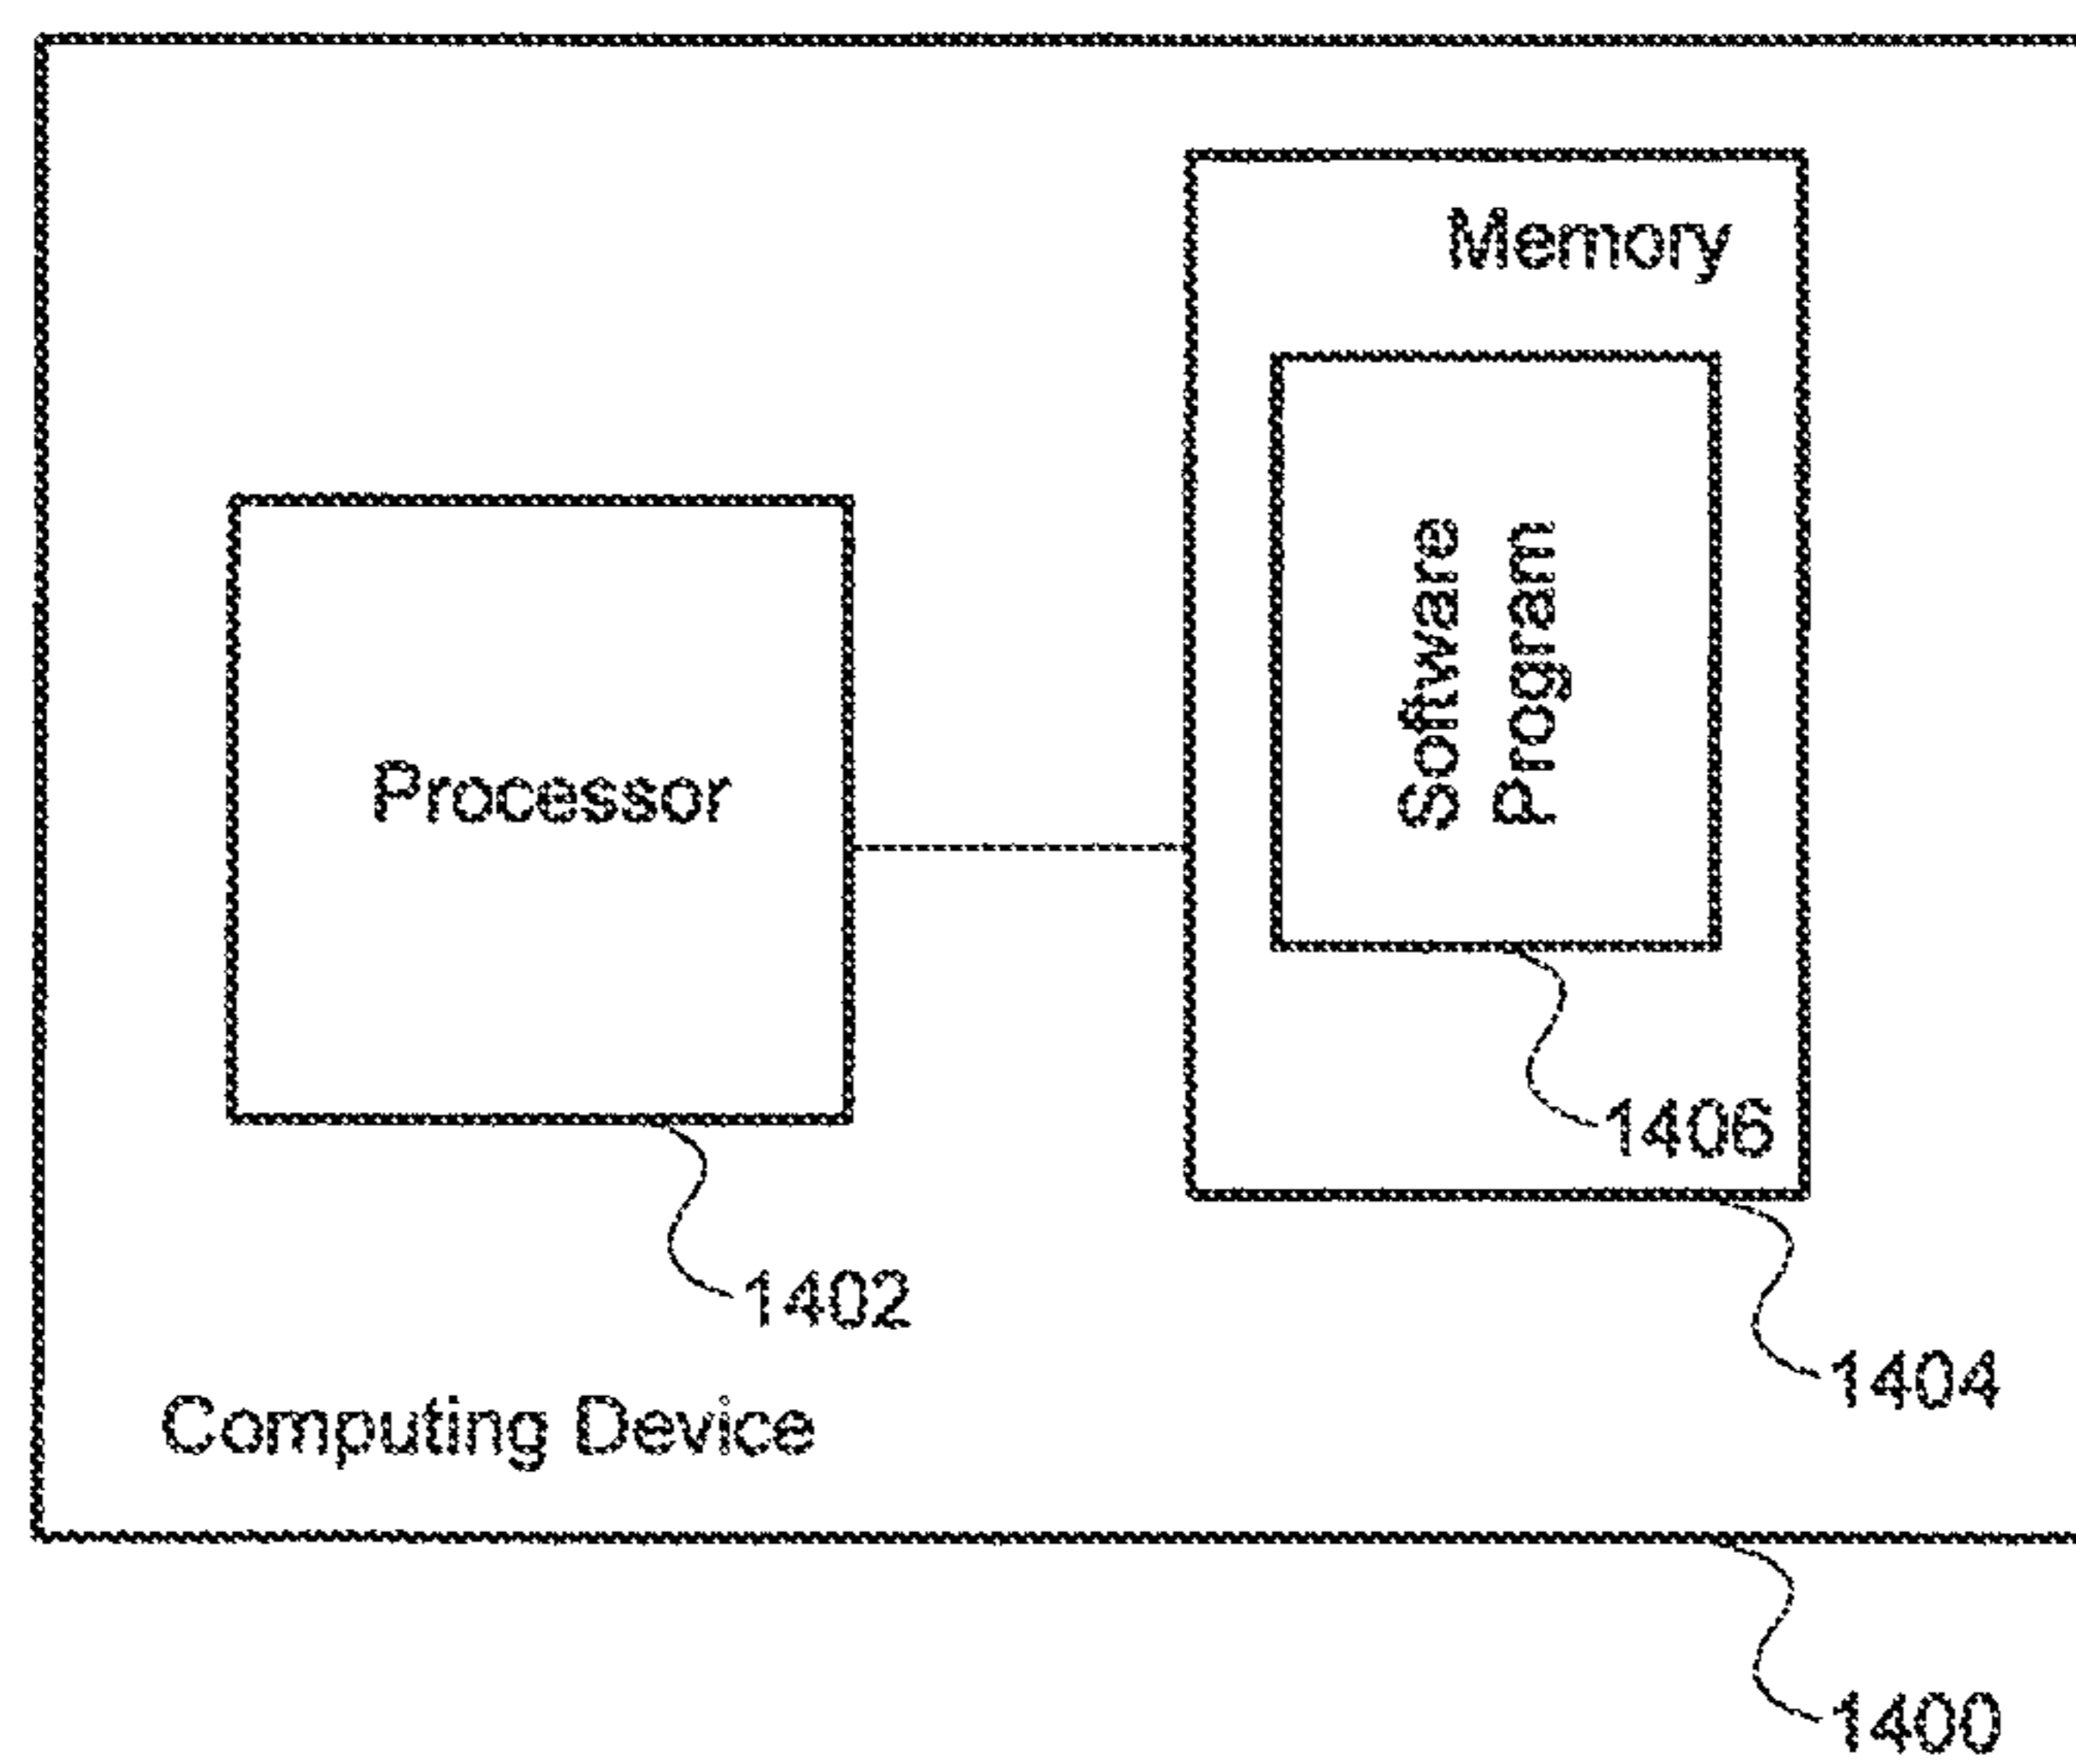 Memory
Software
Program
Processor
1406
1402
1404
Computing Device
1400